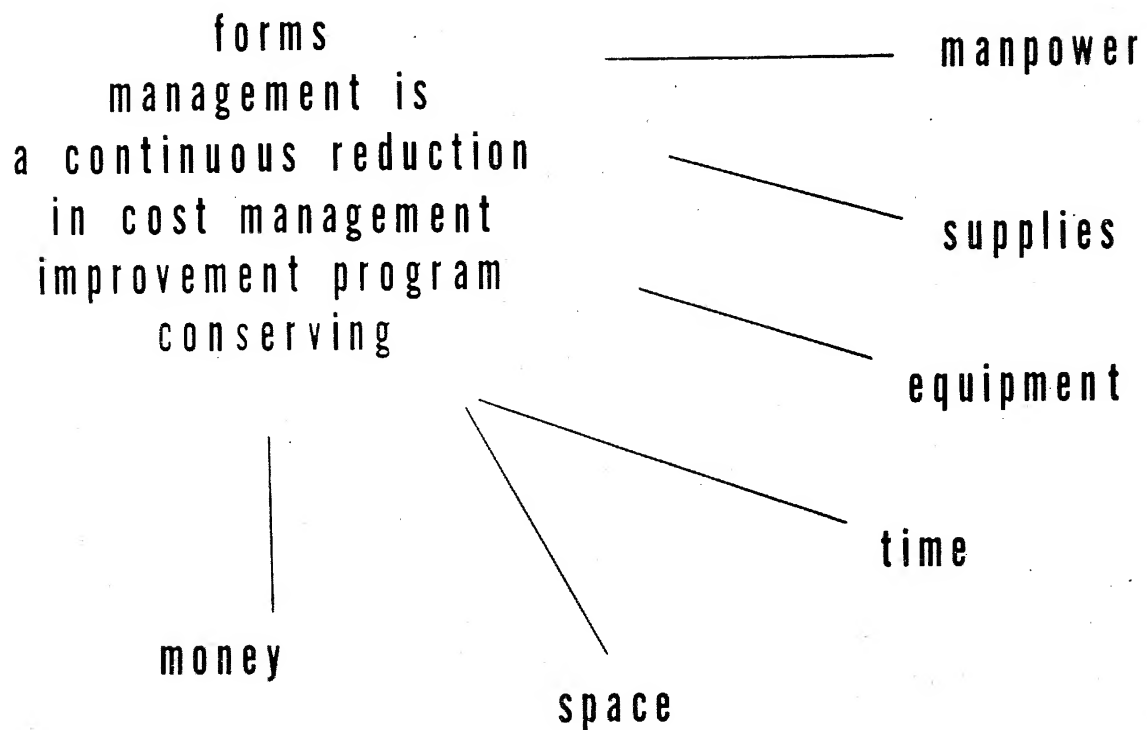 forms
management is
a continuous reduction
in cost management
improvement program
conserving
manpower
supplies
equipment
time
space
money